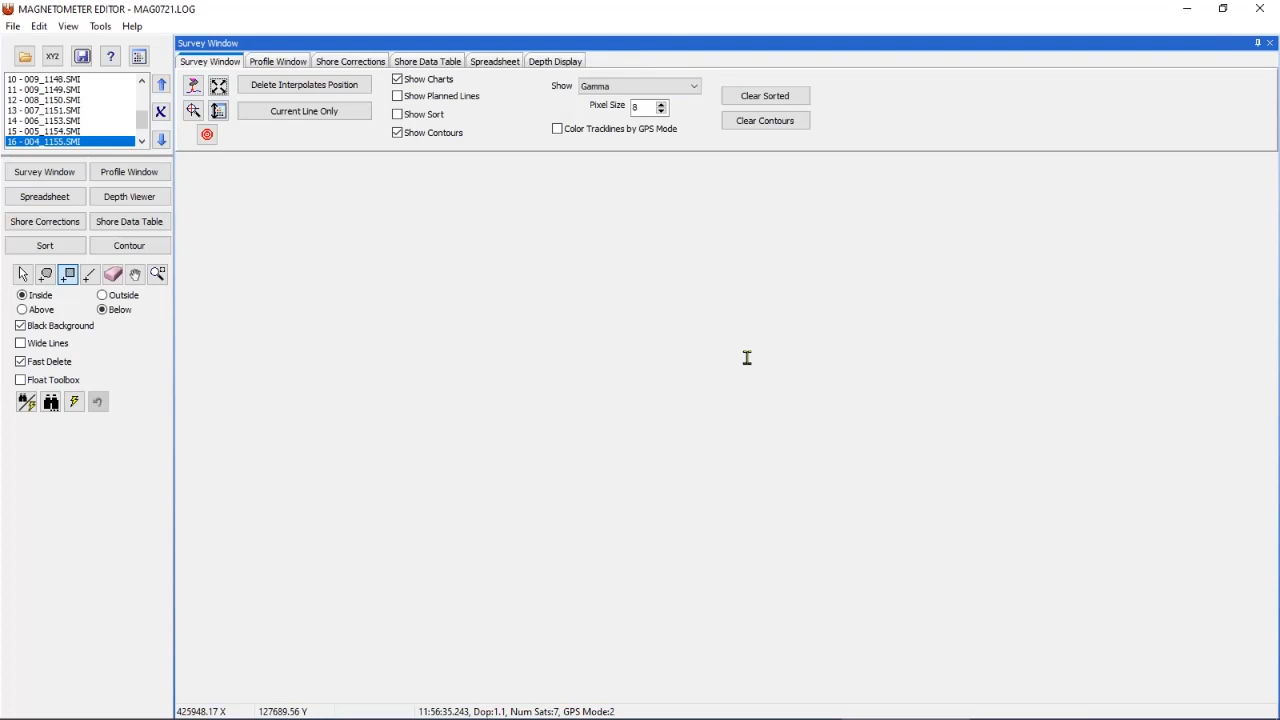 MAGNETOMETER EDITOR - MAG0721.LOG
File Edit View Tools Help
Survey Window
Survey Window Profile Window Shore Corrections Shore Data Table Spreadsheet Depth Display
XYZ ?
10 - 009_1148.SMI
11 - 009_1149.SMI
12 - 008_1150.SMI
13 - 007_1151.SMI
14 - 006_1153.SMI
15 - 005_1154.SMI
16 - 004_1155.SMI
X
Delete Interpolates Position
Current Line Only
Show Charts
Show Planned Lines
Show Sort
Show Contours
Show Gamma
Pixel Size 8
Color Tracklines by GPS Mode
Clear Sorted
Clear Contours
Survey Window Profile Window
Spreadsheet Depth Viewer
Shore Corrections Shore Data Table
Sort Contour
Inside Outside
Above Below
Black Background
Wide Lines
Fast Delete
Float Toolbox
425948.17 X 127689.56 Y 11:56:35.243, Dop:1.1, Num Sats:7, GPS Mode:2